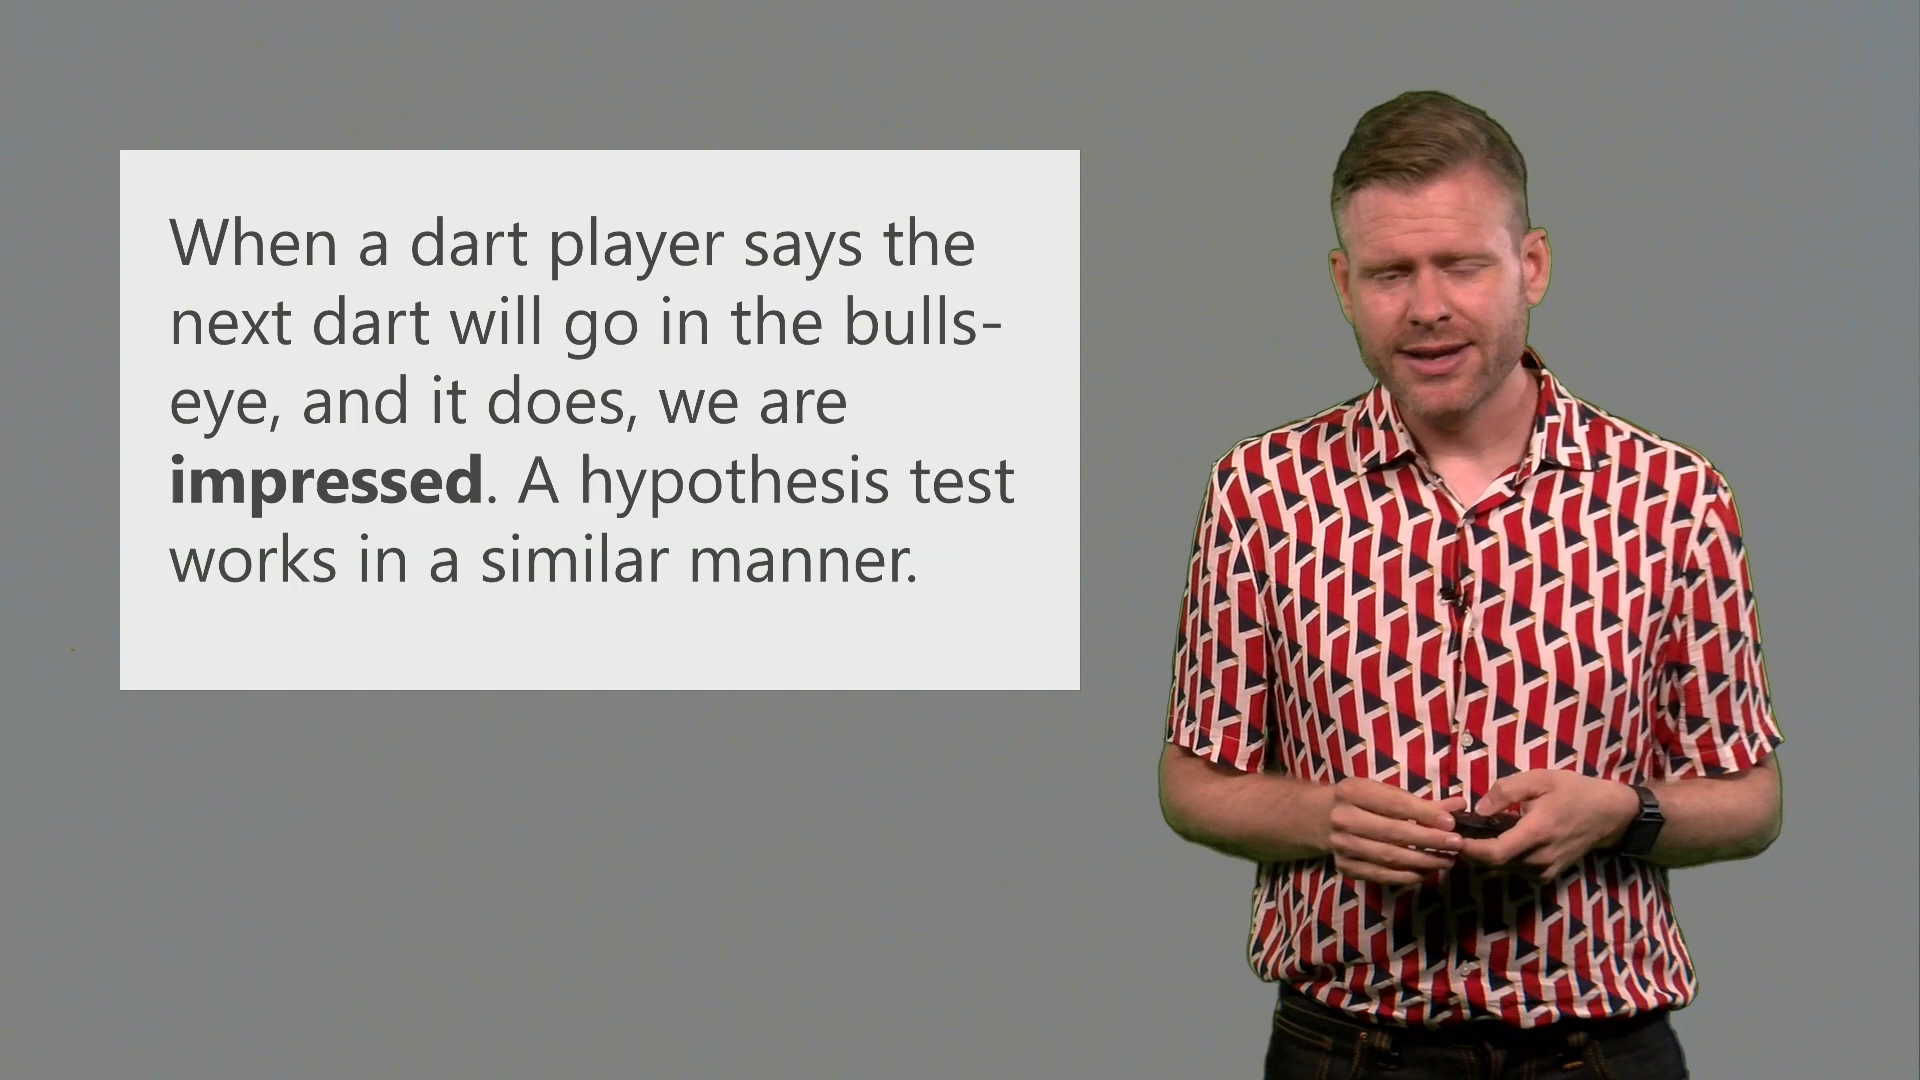 When a dart player says the
next dart will go in the bulls-
eye, and it does, we are
impressed. A hypothesis test
works in a similar manner.